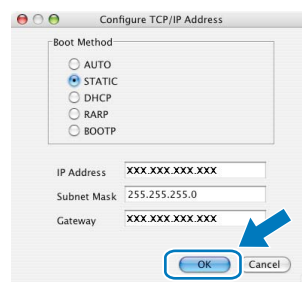 Configure TCP/IP Address
Boot Method
AUTO
STATIC
DHCP
RARP
BOOTP
IP Address XXX.XXX.XXX.XXX
Subnet Mask 255.255.255.0
Gateway XXX.XXX.XXX.XXX
OK Cancel